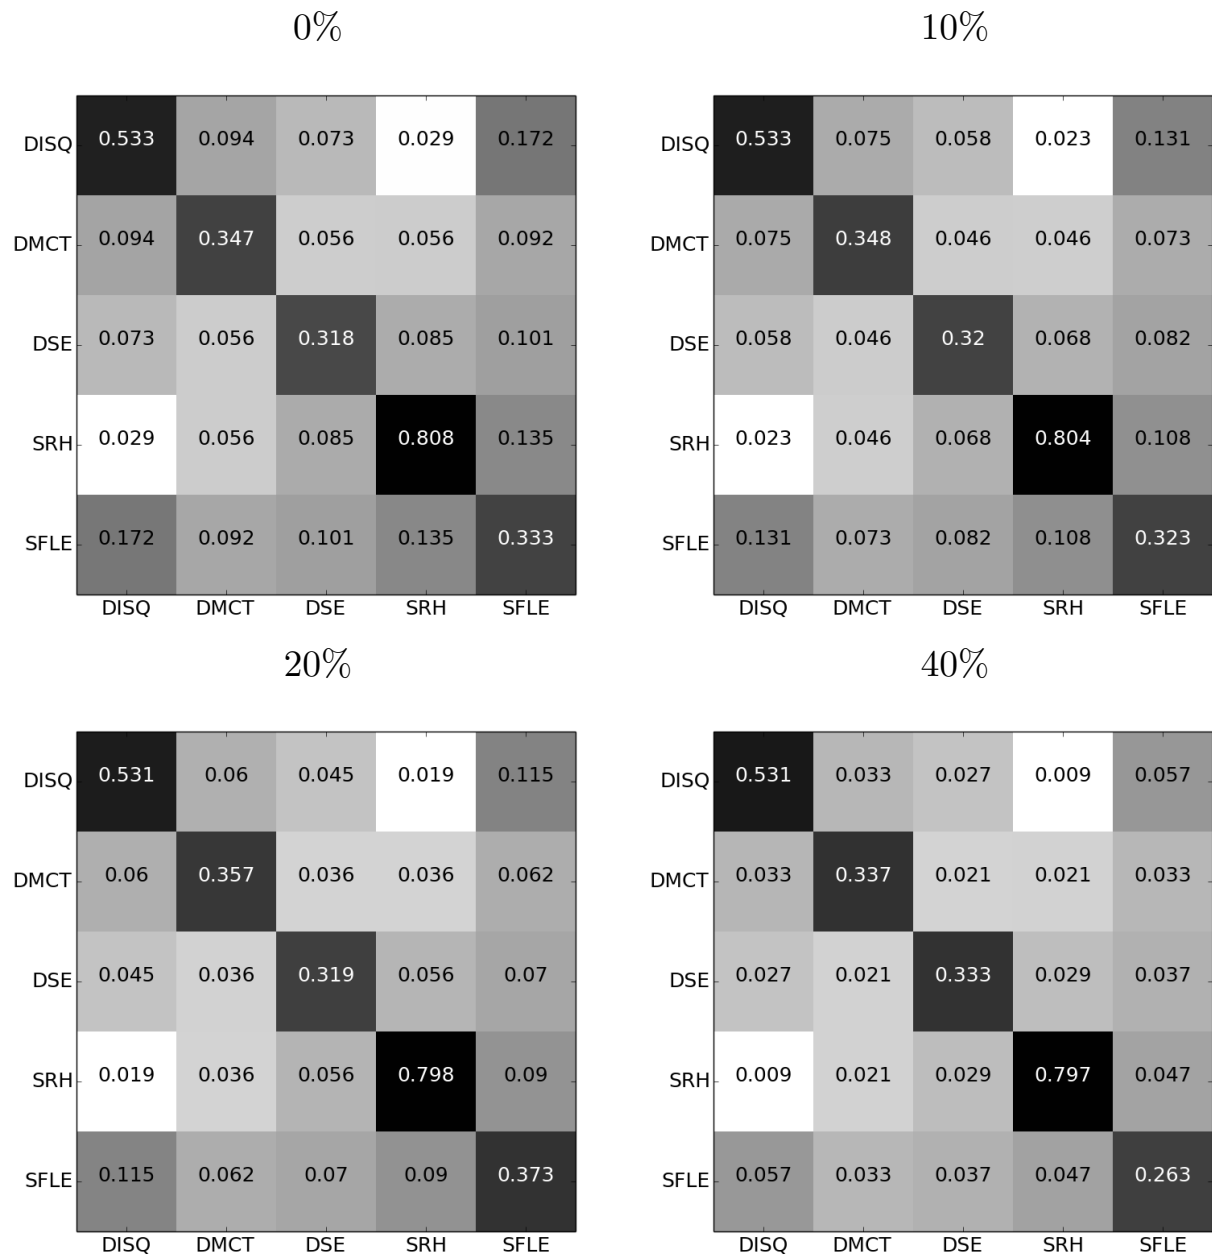 0%
10%
DISQ 0.533 0.094 0.073 0.029 0.172
DMCT 0.094 0.347 0.056 0.056 0.092
DSE 0.073 0.056 0.318 0.085 0.101
SRH 0.029 0.056 0.085 0.808 0.135
SFLE 0.172 0.092 0.101 0.135 0.333
DISQ DMCT DSE SRH SFLE
DISQ 0.533 0.075 0.058 0.023 0.131
DMCT 0.075 0.348 0.046 0.046 0.073
DSE 0.058 0.046 0.32 0.068 0.082
SRH 0.023 0.046 0.068 0.804 0.108
SFLE 0.131 0.073 0.082 0.108 0.323
DISQ DMCT DSE SRH SFLE
20%
40%
DISQ 0.531 0.06 0.045 0.019 0.115
DMCT 0.06 0.357 0.036 0.036 0.062
DSE 0.045 0.036 0.319 0.056 0.07
SRH 0.019 0.036 0.056 0.798 0.09
SFLE 0.115 0.062 0.07 0.09 0.373
DISQ DMCT DSE SRH SFLE
DISQ 0.531 0.033 0.027 0.009 0.057
DMCT 0.033 0.337 0.021 0.021 0.033
DSE 0.027 0.021 0.333 0.029 0.037
SRH 0.009 0.021 0.029 0.797 0.047
SFLE 0.057 0.033 0.037 0.047 0.263
DISQ DMCT DSE SRH SFLE